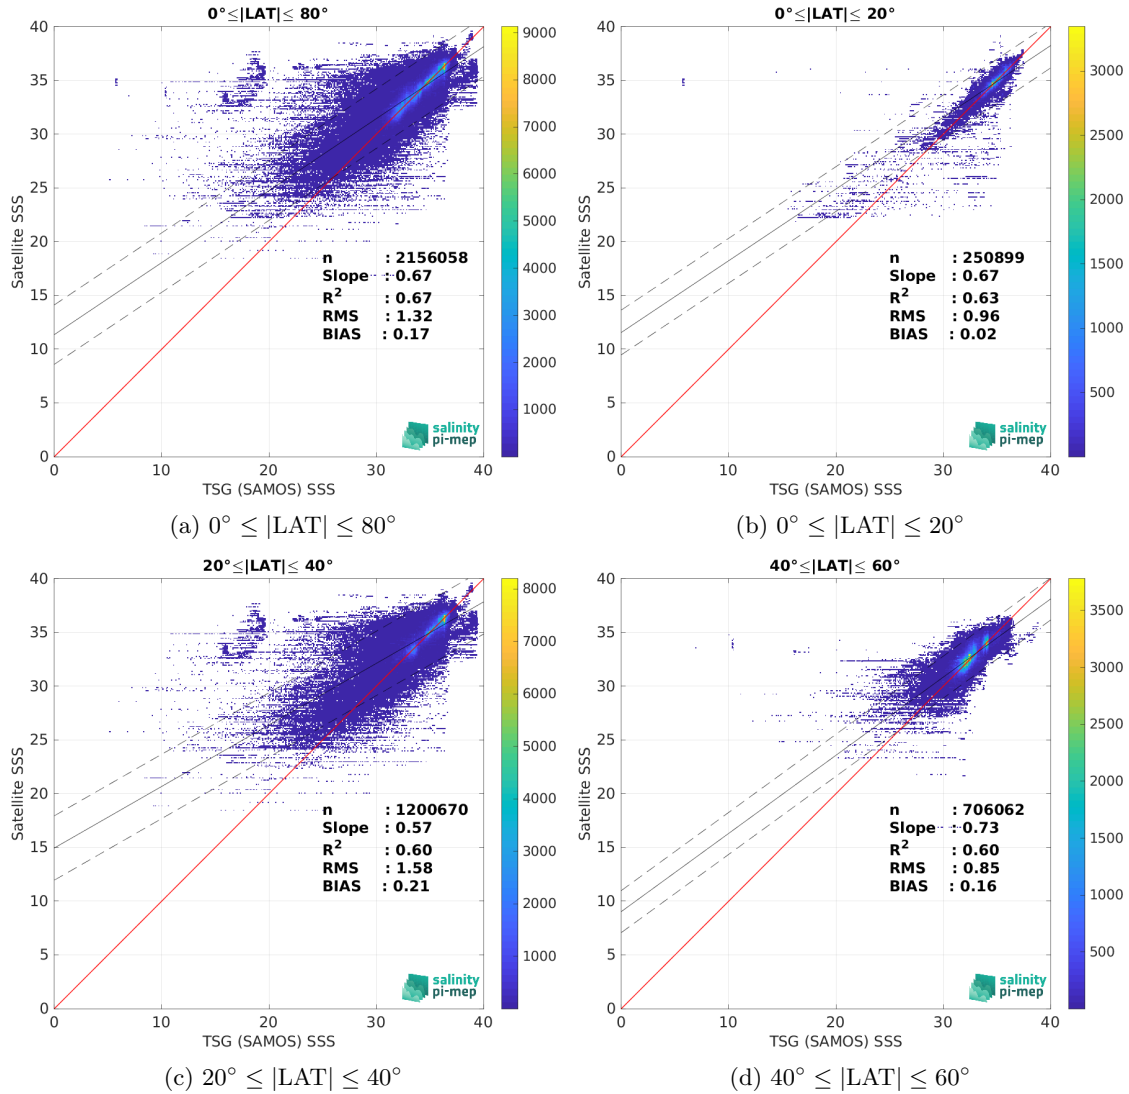 0°≤|LAT|≤ 80°
40
35
30
25
20
15
10
5
0
Satellite SSS
0
10
20
30
40
TSG (SAMOS) SSS
n : 2156058
Slope : 0.67
R² : 0.67
RMS : 1.32
BIAS : 0.17
salinity
pi-mep
9000
8000
7000
6000
5000
4000
3000
2000
1000
(a) 0° ≤ |LAT| ≤ 80°
0°≤|LAT|≤ 20°
40
35
30
25
20
15
10
5
0
Satellite SSS
0
10
20
30
40
TSG (SAMOS) SSS
n : 250899
Slope : 0.67
R² : 0.63
RMS : 0.96
BIAS : 0.02
salinity
pi-mep
3000
2500
2000
1500
1000
500
(b) 0° ≤ |LAT| ≤ 20°
20°≤|LAT|≤ 40°
40
35
30
25
20
15
10
5
0
Satellite SSS
0
10
20
30
40
TSG (SAMOS) SSS
n : 1200670
Slope : 0.57
R² : 0.60
RMS : 1.58
BIAS : 0.21
salinity
pi-mep
8000
7000
6000
5000
4000
3000
2000
1000
(c) 20° ≤ |LAT| ≤ 40°
40°≤|LAT|≤ 60°
40
35
30
25
20
15
10
5
0
Satellite SSS
0
10
20
30
40
TSG (SAMOS) SSS
n : 706062
Slope : 0.73
R² : 0.60
RMS : 0.85
BIAS : 0.16
salinity
pi-mep
3500
3000
2500
2000
1500
1000
500
(d) 40° ≤ |LAT| ≤ 60°